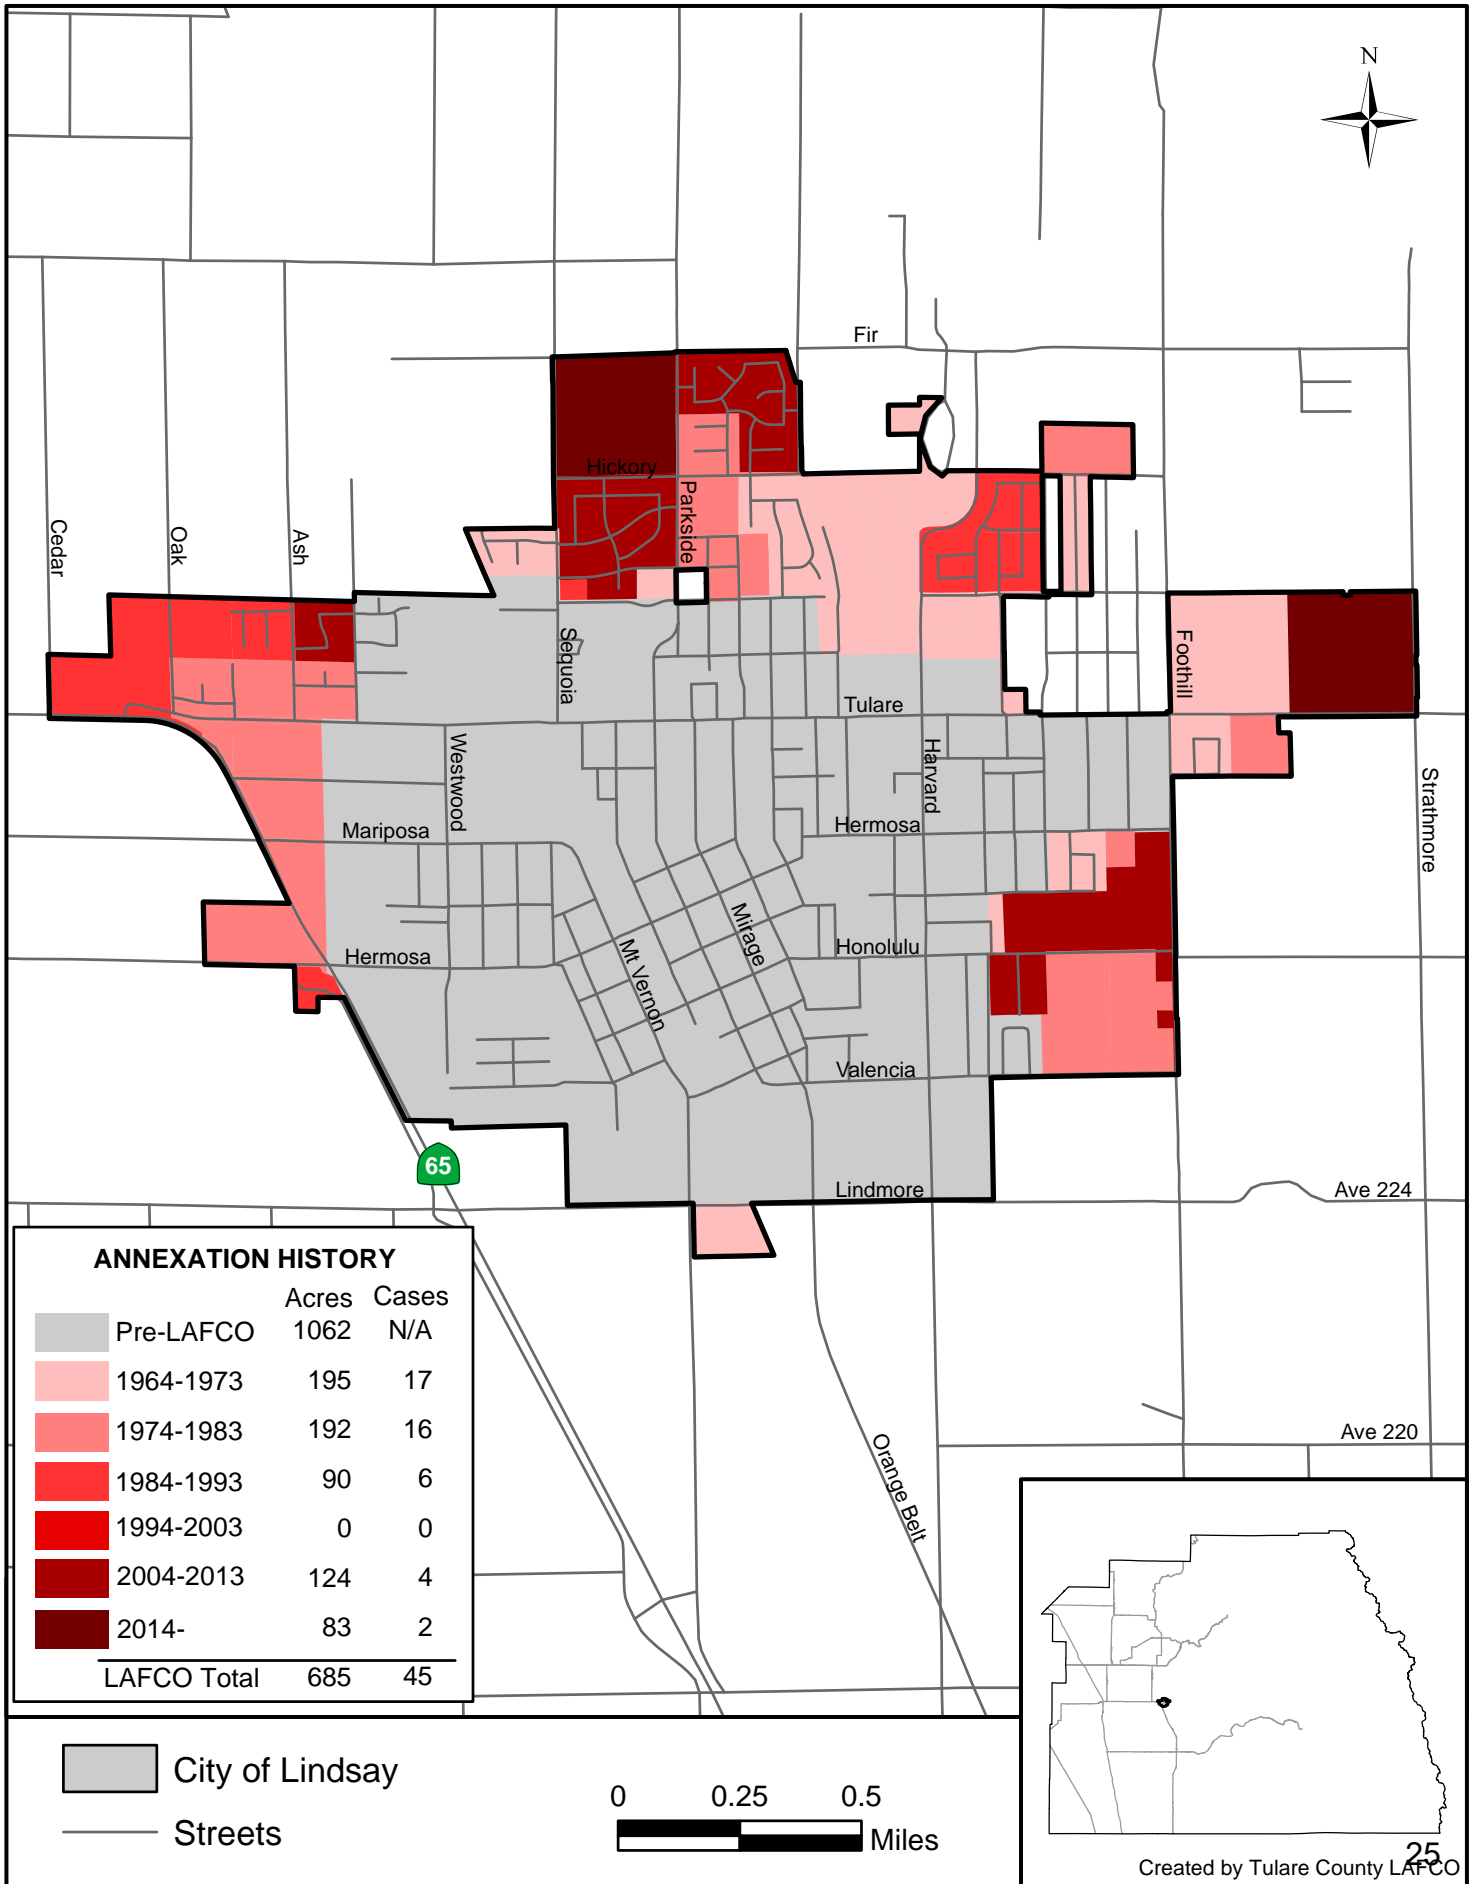 N
Fir
Hickory
Parkside
Cedar
Oak
Ash
Sequoia
Foothill
Tulare
Westwood
Harvard
Strathmore
Mariposa
Hermosa
Mirage
Honolulu
Hermosa
Mt Vernon
Valencia
65
Lindmore
Ave 224
Orange Belt
Ave 220
ANNEXATION HISTORY
Acres Cases
Pre-LAFCO 1062 N/A
1964-1973 195 17
1974-1983 192 16
1984-1993 90 6
1994-2003 0 0
2004-2013 124 4
2014- 83 2
LAFCO Total 685 45
City of Lindsay
Streets
0 0.25 0.5
Miles
25
Created by Tulare County LAFCO